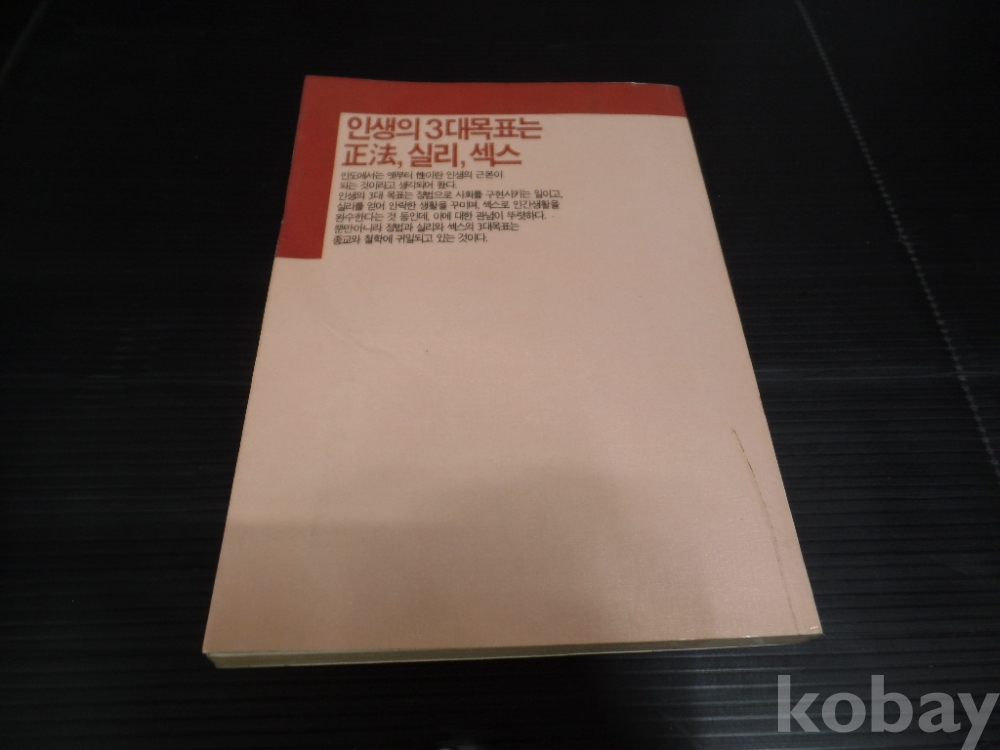 인생의 3대목표는
正法, 실리, 섹스
인도에서는 옛부터 性이란 인생의 근본이
되는 것이라고 생각되어 왔다.
인생의 3대 목표는 정법으로 사회를 구현시키는 일이고,
실리를 얻어 안락한 생활을 꾸미며, 섹스로 인간생활을
완수한다는 것 등인데, 이에 대한 관념이 뚜렷하다.
뿐만아니라 정법과 실리와 섹스의 3대목표는
종교와 철학에 귀일되고 있는 것이다.
kobay